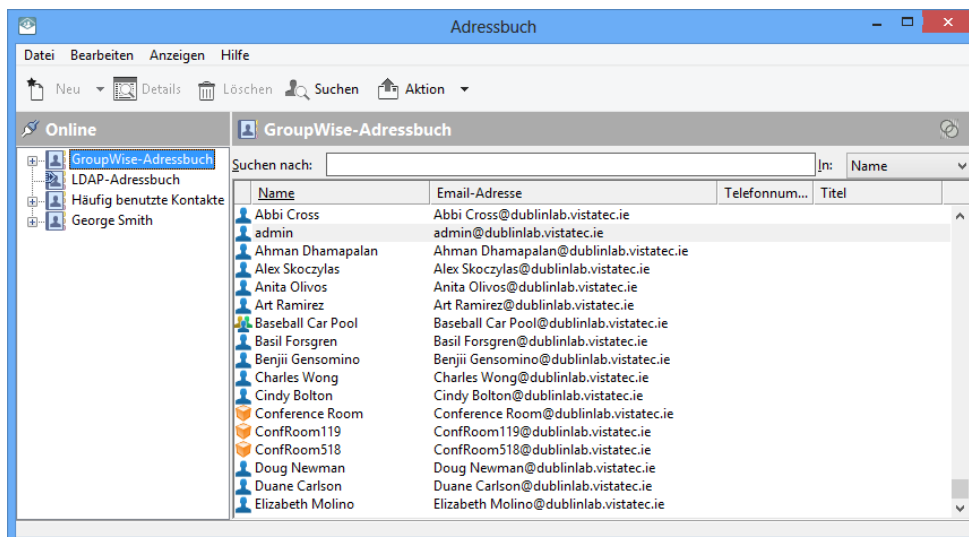 Adressbuch
Datei Bearbeiten Anzeigen Hilfe
Neu Details Löschen Suchen Aktion
Online
GroupWise-Adressbuch
GroupWise-Adressbuch
LDAP-Adressbuch
Häufig benutzte Kontakte
George Smith
Suchen nach: In: Name
Name Email-Adresse Telefonnum... Titel
Abbi Cross Abbi Cross@dublinlab.vistatec.ie
admin admin@dublinlab.vistatec.ie
Ahman Dhamapalan Ahman Dhamapalan@dublinlab.vistatec.ie
Alex Skoczylas Alex Skoczylas@dublinlab.vistatec.ie
Anita Olivos Anita Olivos@dublinlab.vistatec.ie
Art Ramirez Art Ramirez@dublinlab.vistatec.ie
Baseball Car Pool Baseball Car Pool@dublinlab.vistatec.ie
Basil Forsgren Basil Forsgren@dublinlab.vistatec.ie
Benjii Gensomino Benjii Gensomino@dublinlab.vistatec.ie
Charles Wong Charles Wong@dublinlab.vistatec.ie
Cindy Bolton Cindy Bolton@dublinlab.vistatec.ie
Conference Room Conference Room@dublinlab.vistatec.ie
ConfRoom119 ConfRoom119@dublinlab.vistatec.ie
ConfRoom518 ConfRoom518@dublinlab.vistatec.ie
Doug Newman Doug Newman@dublinlab.vistatec.ie
Duane Carlson Duane Carlson@dublinlab.vistatec.ie
Elizabeth Molino Elizabeth Molino@dublinlab.vistatec.ie